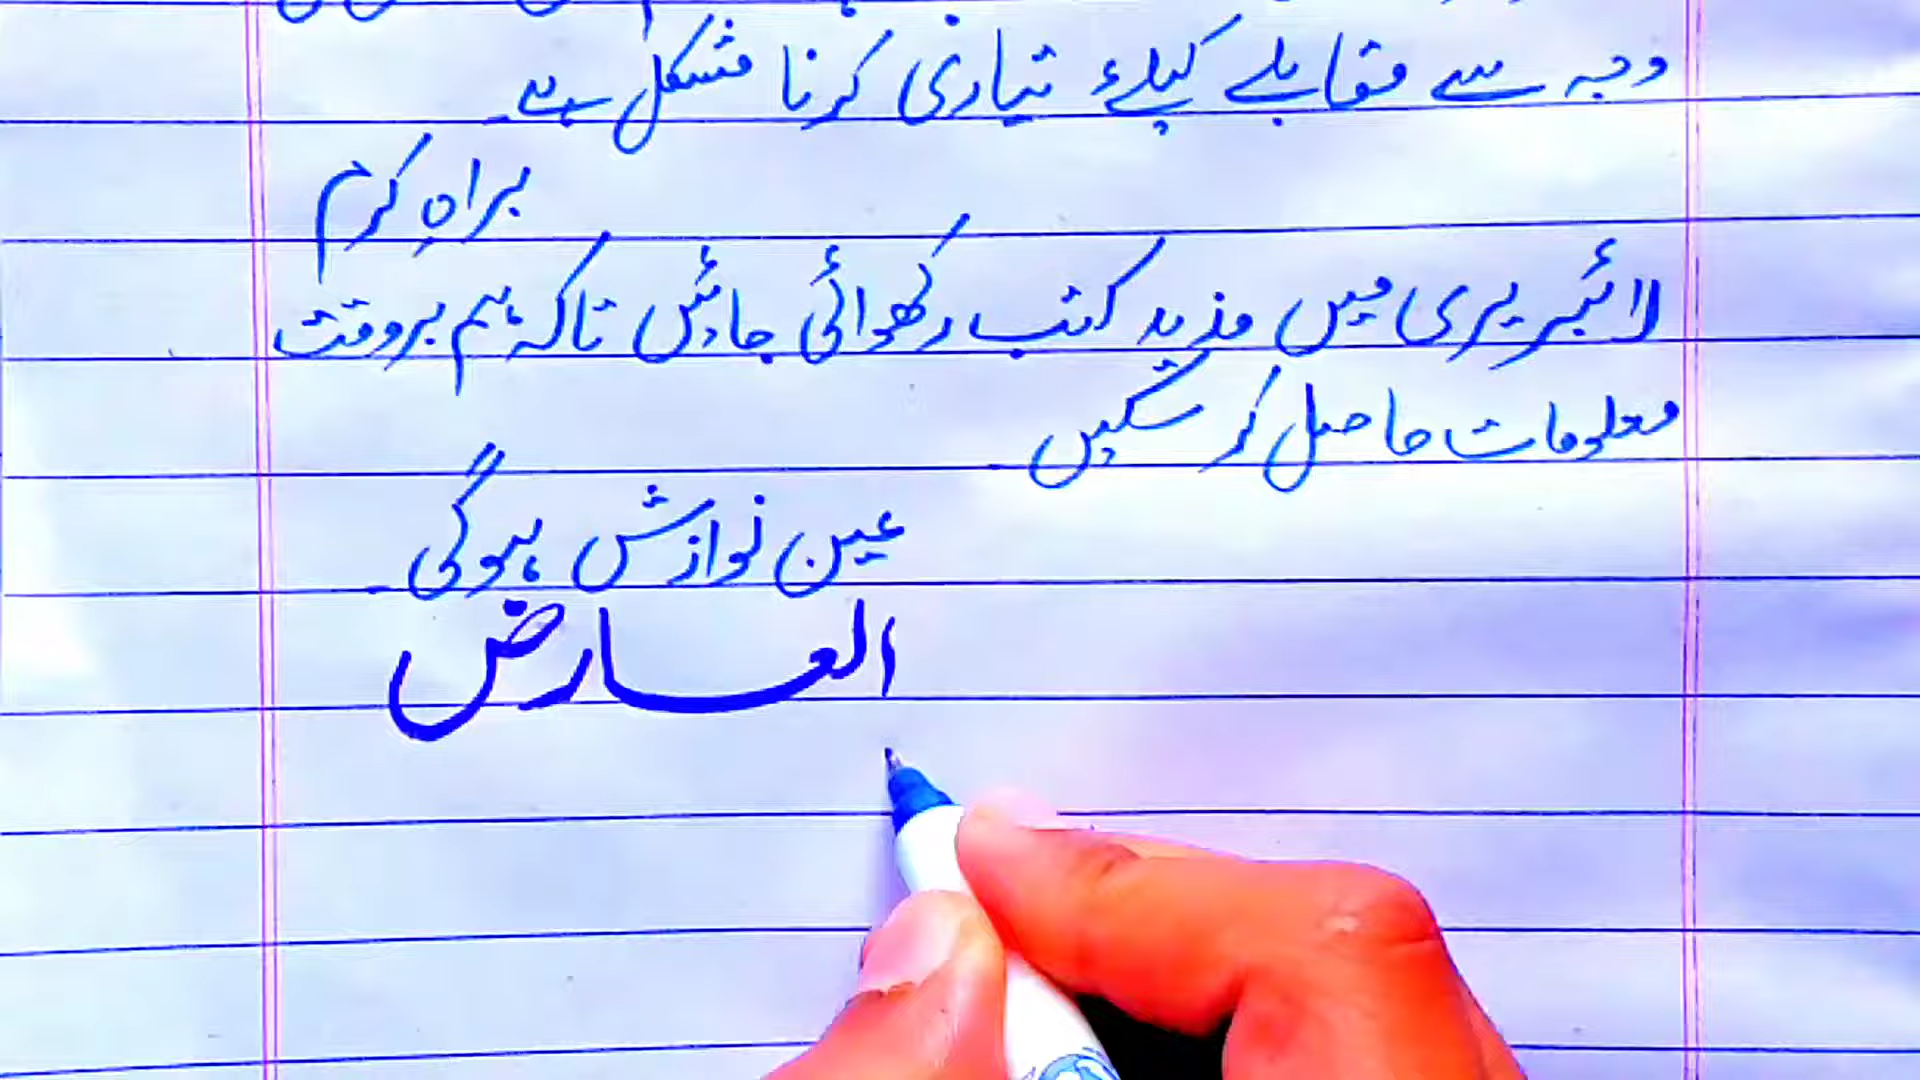 وجہ سے مقابلے کیلئے تیاری کرنا مشکل ہے۔
براہِ کرم
لائبریری میں مزید کتب رکھوائی جائیں تاکہ ہم بروقت
معلومات حاصل کر سکیں۔
عین نوازش ہوگی۔
العارض